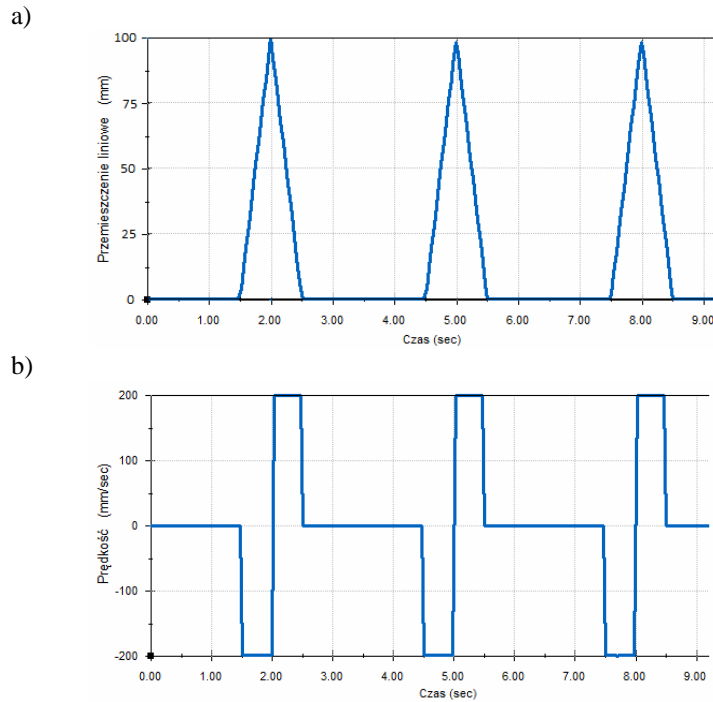 a)
Przemieszczenie liniowe (mm)
100
75
50
25
0
0.00 1.00 2.00 3.00 4.00 5.00 6.00 7.00 8.00 9.00
Czas (sec)
b)
Prędkość (mm/sec)
200
100
0
-100
-200
0.00 1.00 2.00 3.00 4.00 5.00 6.00 7.00 8.00 9.00
Czas (sec)